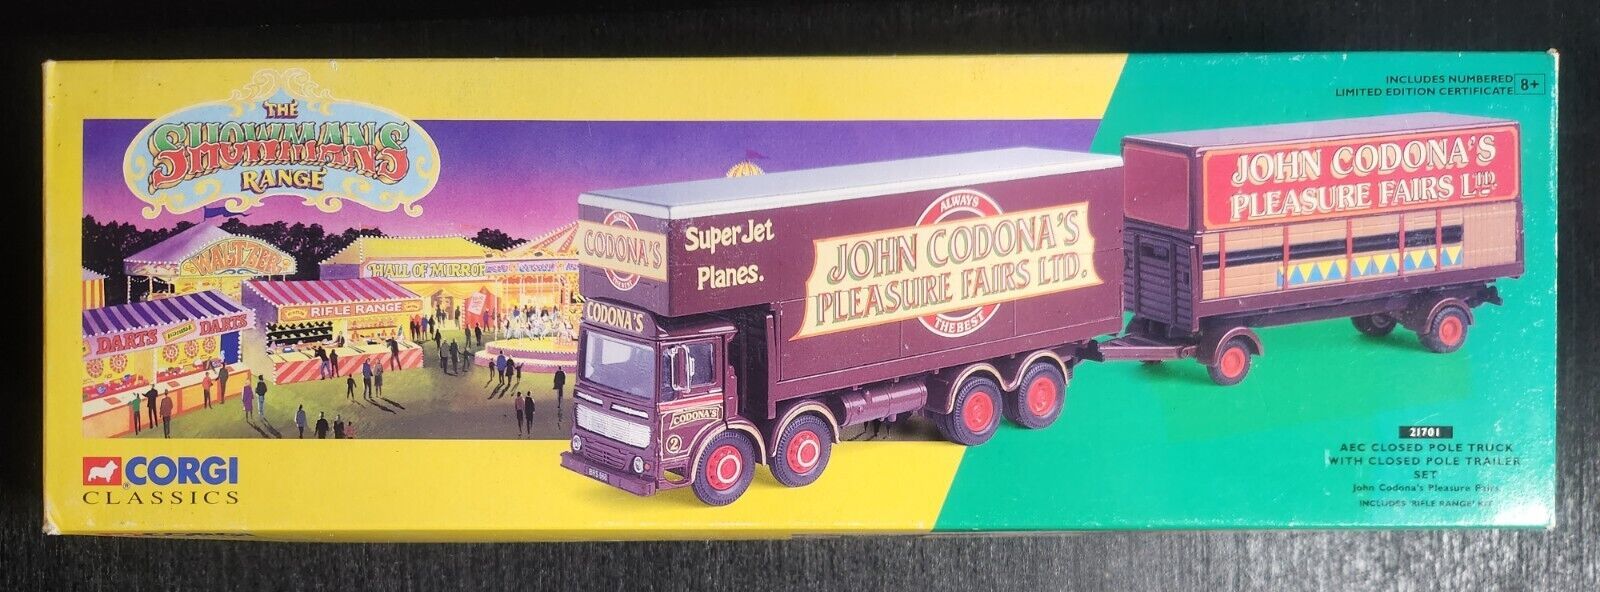 THE
SHOWMANS
RANGE
INCLUDES NUMBERED
LIMITED EDITION CERTIFICATE
8+
WALTZER
HALL OF MIRROR
RIFLE RANGE
DARTS
DARTS
CODONA'S
CODONA'S
Super Jet
Planes.
ALWAYS
JOHN CODONA'S
PLEASURE FAIRS LTD.
THE BEST
JOHN CODONA'S
PLEASURE FAIRS LTD.
CODONA'S
2
CORGI
CLASSICS
21701
AEC CLOSED POLE TRUCK
WITH CLOSED POLE TRAILER
SET
John Codona's Pleasure Fairs
INCLUDES 'RIFLE RANGE' KIT